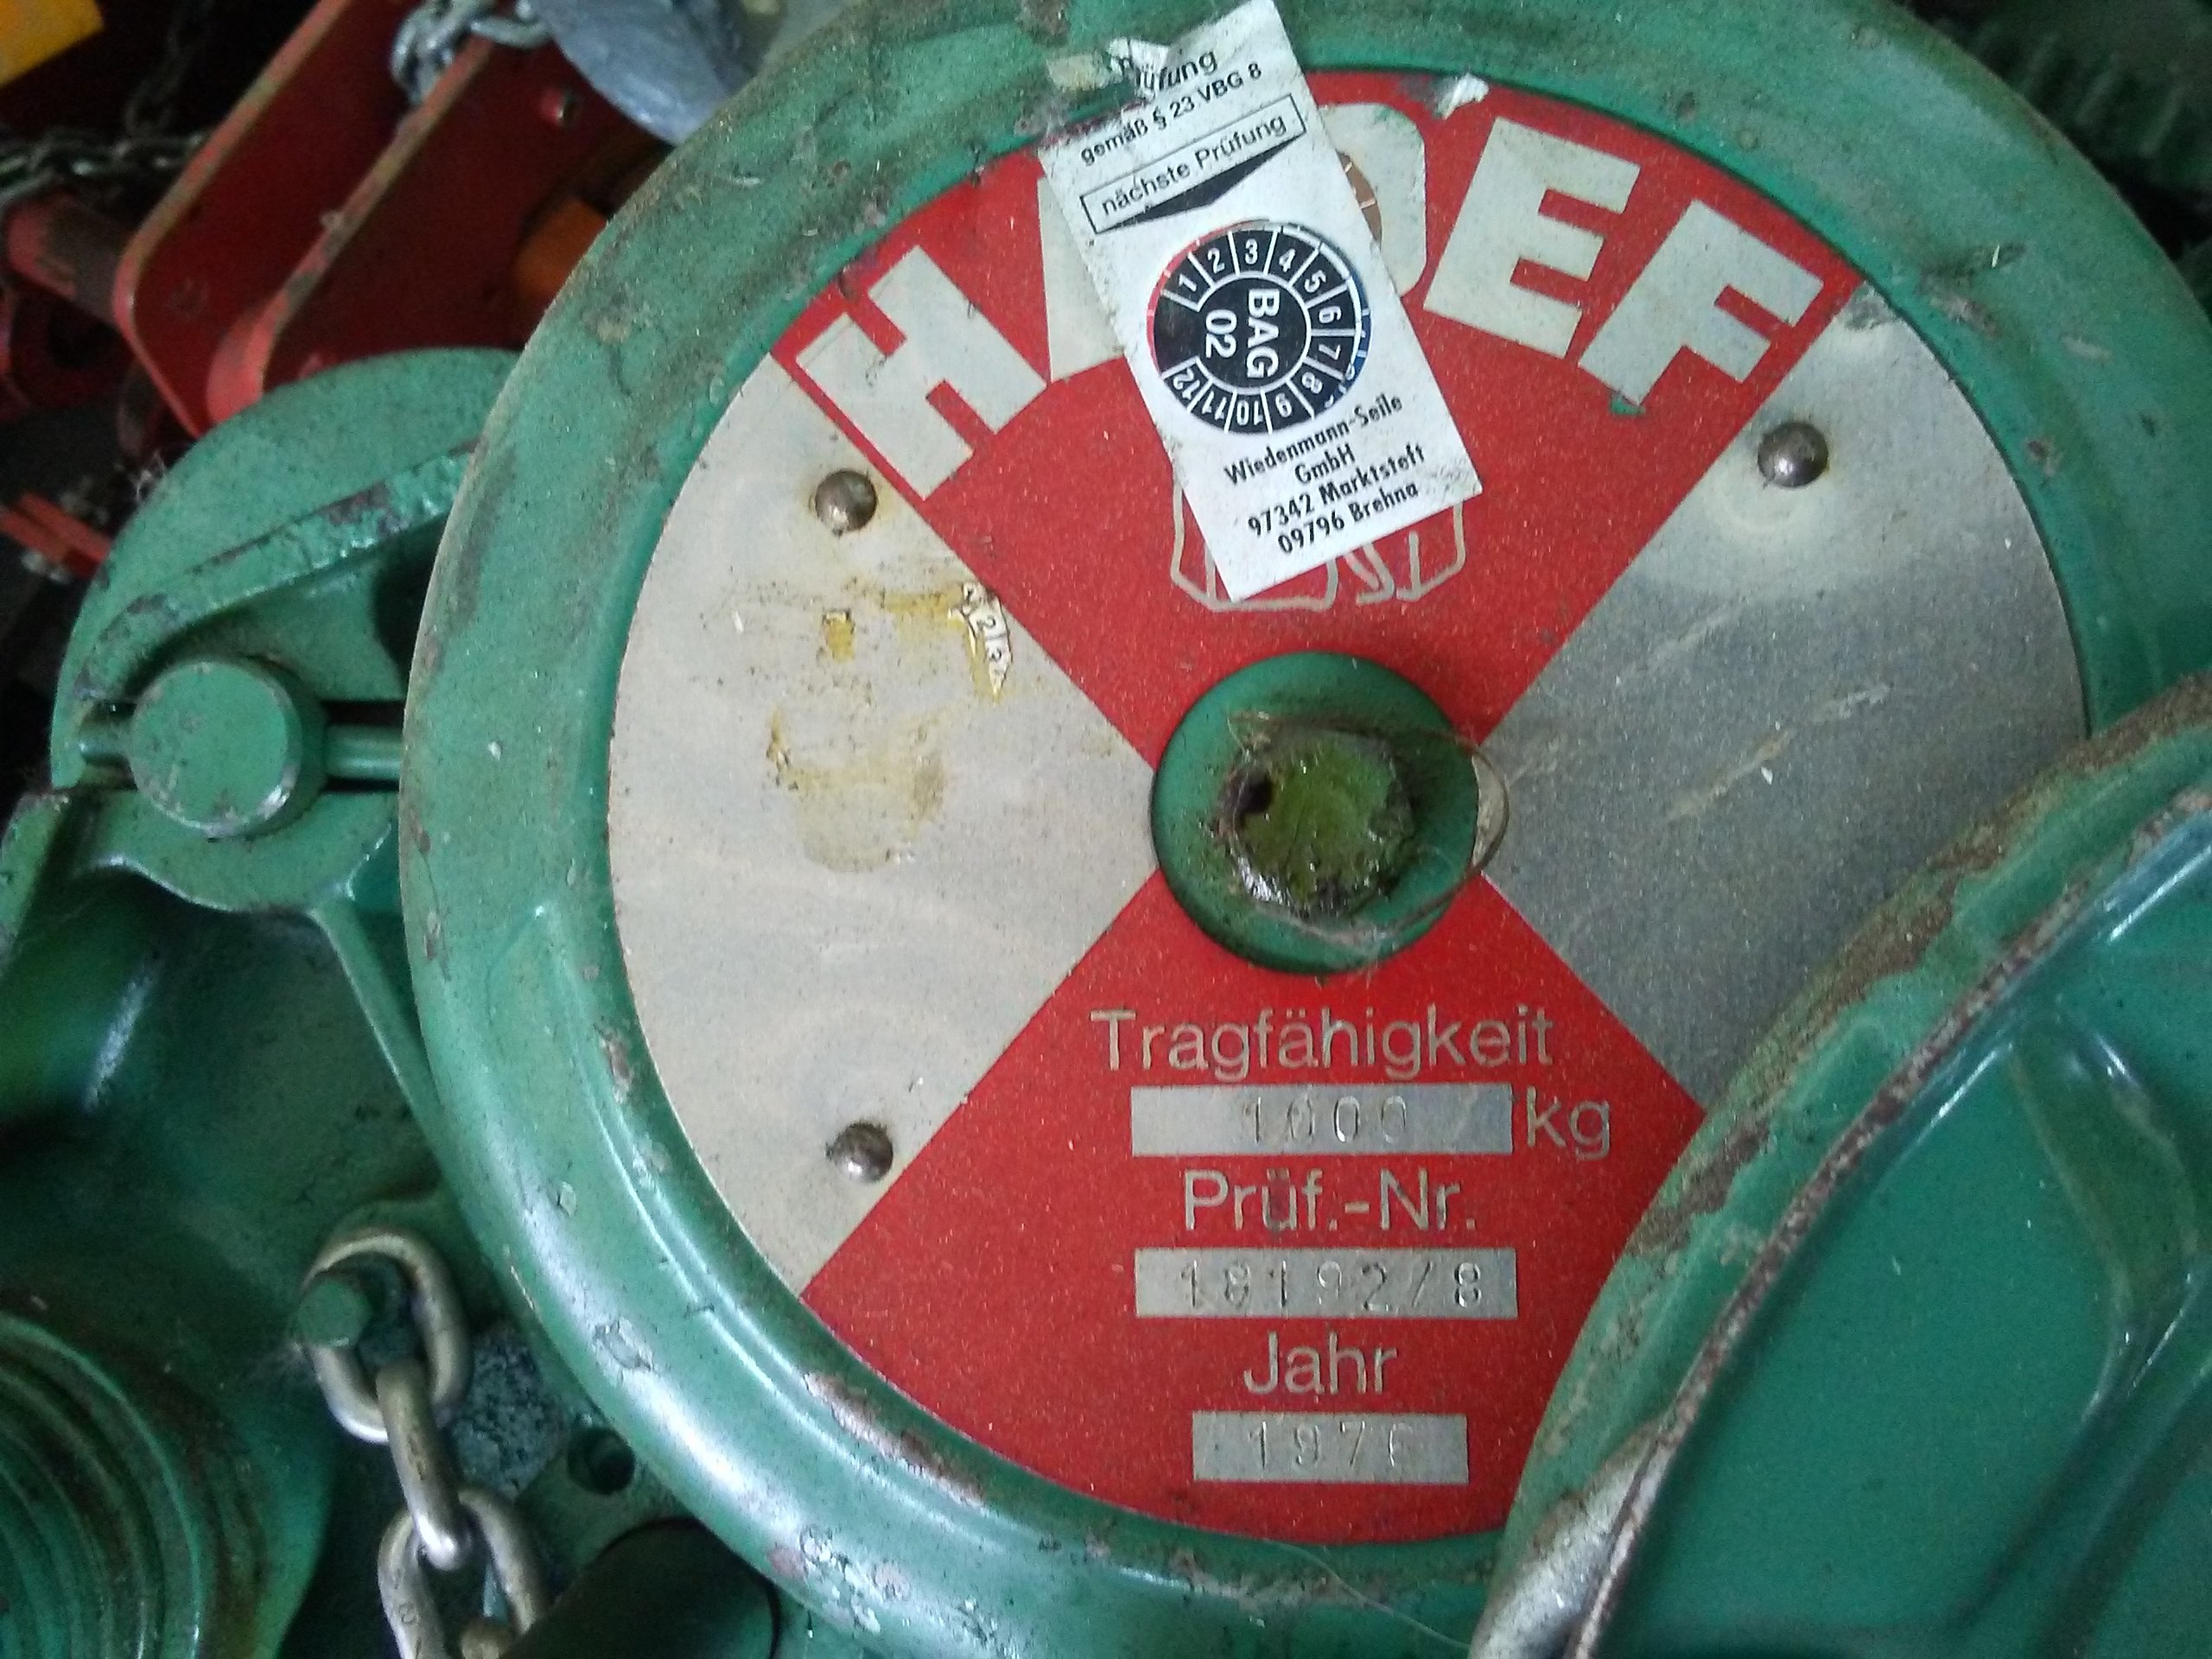 Prüfung
gemäß § 23 VBG 8
nächste Prüfung
1 2 3 4 5 6 7 8 9 10 11 12
BAG
02
Wiedenmann-Seile
GmbH
97342 Marktsteft
09796 Brehna
HADEF
Tragfähigkeit
1000 kg
Prüf.-Nr.
18192/8
Jahr